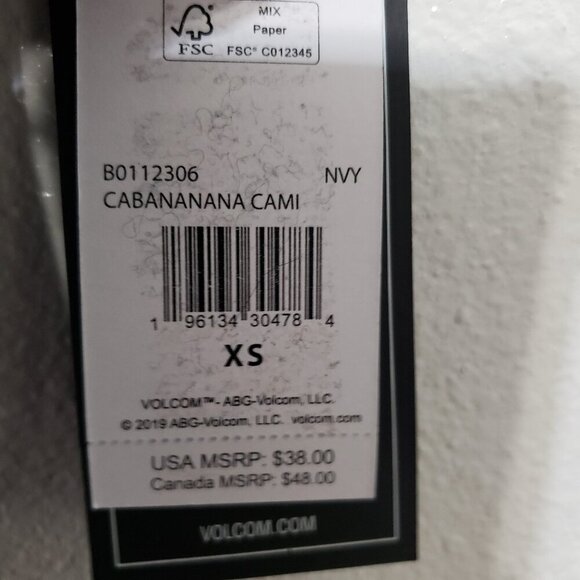 MIX
Paper
FSC
FSC® C012345
B0112306 NVY
CABANANANA CAMI
1 96134 30478 4
XS
VOLCOM™- ABG-Volcom, LLC.
© 2019 ABG-Volcom, LLC. volcom.com
USA MSRP: $38.00
Canada MSRP: $48.00
VOLCOM.COM